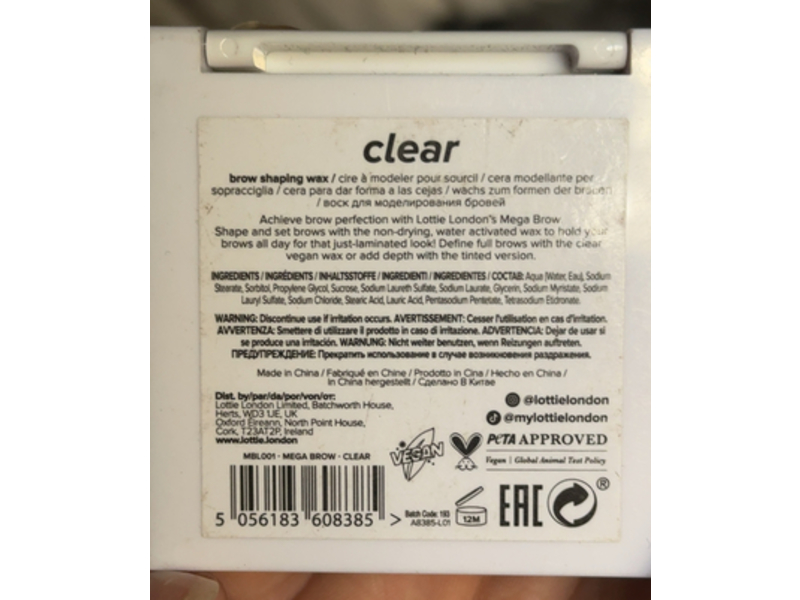 clear
brow shaping wax / cire à modeler pour sourcil / cera modellante per
sopracciglia / cera para dar forma a las cejas / wachs zum formen der brauen
/ воск для моделирования бровей
Achieve brow perfection with Lottie London's Mega Brow
Shape and set brows with the non-drying, water activated wax to hold your
brows all day for that just-laminated look! Define full brows with the clear
vegan wax or add depth with the tinted version.
INGREDIENTS / INGRÉDIENTS / INHALTSSTOFFE / INGREDIENTI / INGREDIENTES / СОСТАВ: Aqua (Water, Eau), Sodium
Stearate, Sorbitol, Propylene Glycol, Sucrose, Sodium Laureth Sulfate, Sodium Laurate, Glycerin, Sodium Myristate, Sodium
Lauryl Sulfate, Sodium Chloride, Stearic Acid, Lauric Acid, Pentasodium Pentetate, Tetrasodium Etidronate.
WARNING: Discontinue use if irritation occurs. AVERTISSEMENT: Cesser l'utilisation en cas d'irritation.
AVVERTENZA: Smettere di utilizzare il prodotto in caso di irritazione. ADVERTENCIA: Dejar de usar si
se produce una irritación. WARNUNG: Nicht weiter benutzen, wenn Reizungen auftreten.
ПРЕДУПРЕЖДЕНИЕ: Прекратить использование в случае возникновения раздражения.
Made in China / Fabriqué en Chine / Prodotto in Cina / Hecho en China /
In China hergestellt / Сделано В Китае
Dist. by/par/da/por/von/от:
Lottie London Limited, Batchworth House,
Herts, WD3 1JE, UK
Oxford Eireann, North Point House,
Cork, T23AT2P, Ireland
www.lottie.london
@lottielondon
@mylottielondon
VEGAN
PETA APPROVED
Vegan | Global Animal Test Policy
MBL001 - MEGA BROW - CLEAR
5 056183 608385 >
Batch Code: 193
A8385-L01
12M
EAC
®